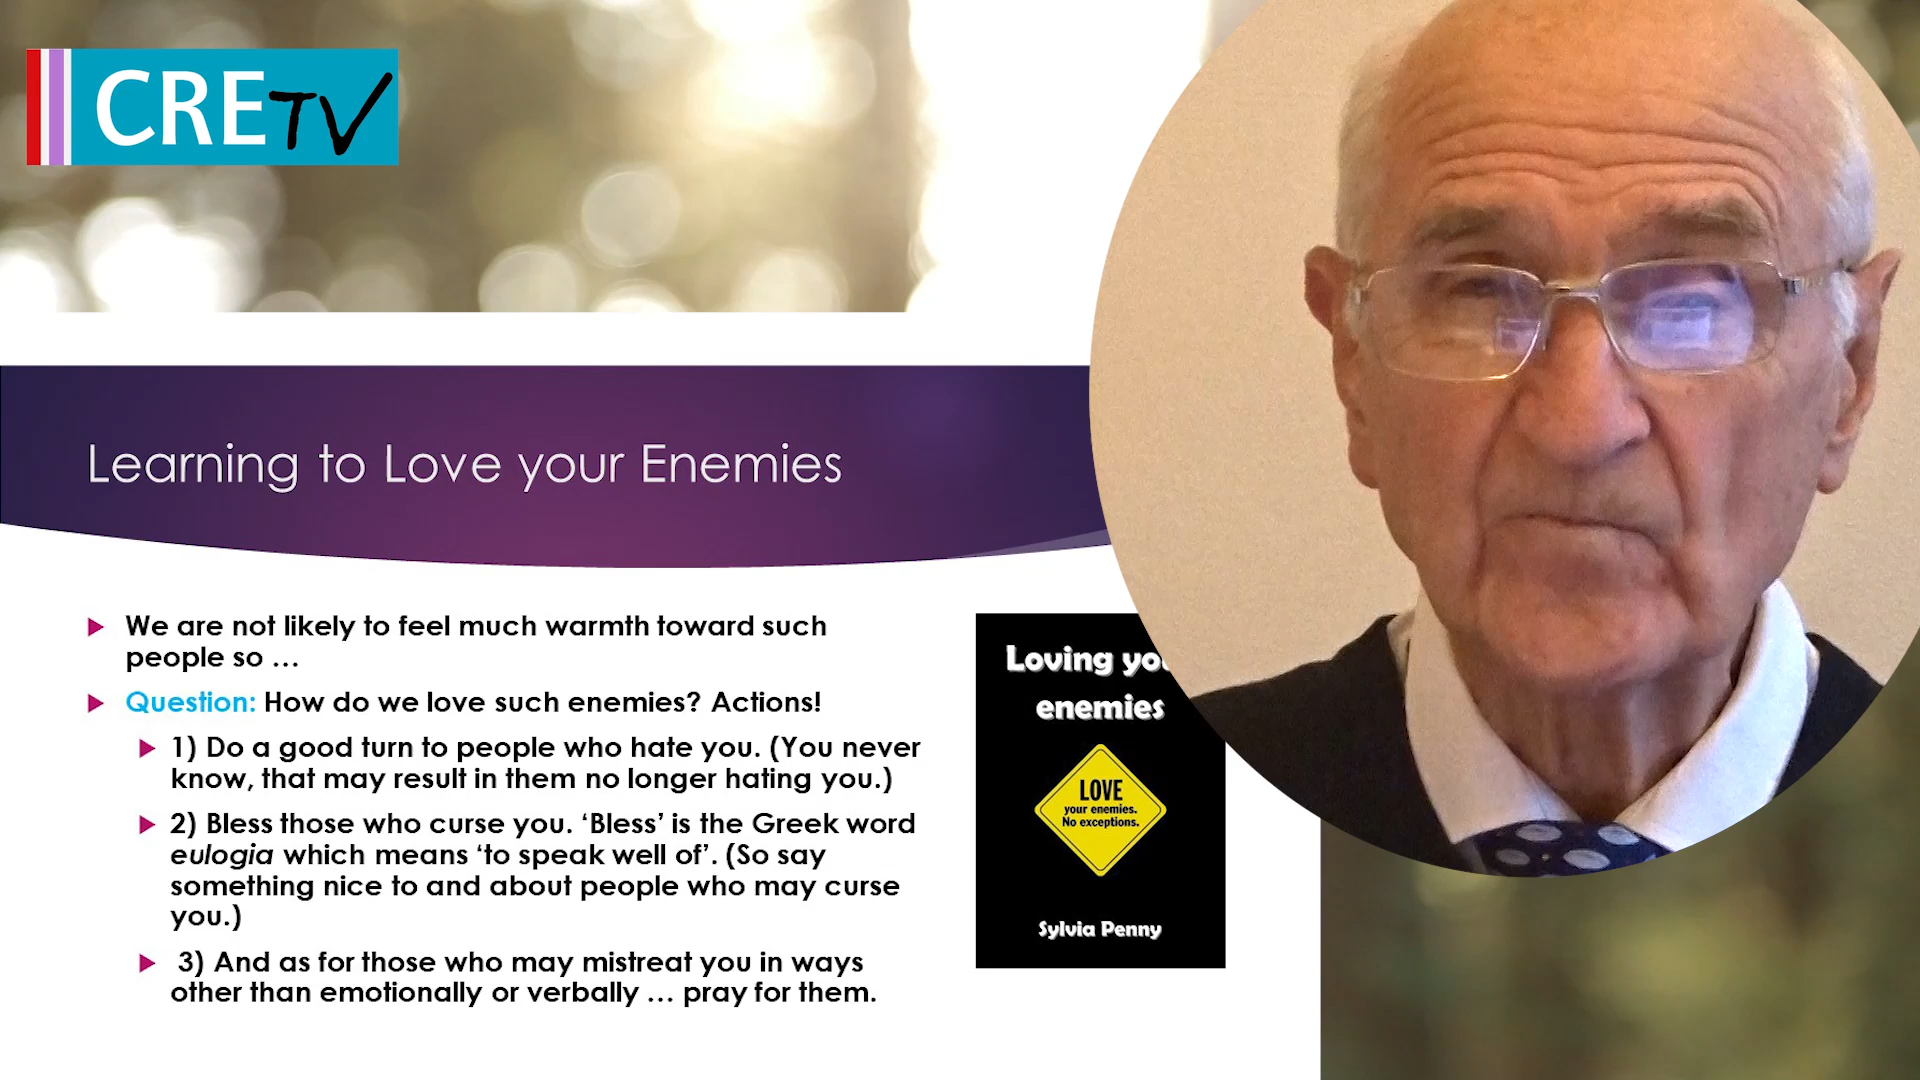 CRE TV
Learning to Love your Enemies
We are not likely to feel much warmth toward such
people so …
Question: How do we love such enemies? Actions!
1) Do a good turn to people who hate you. (You never
know, that may result in them no longer hating you.)
2) Bless those who curse you. ‘Bless’ is the Greek word
eulogia which means ‘to speak well of’. (So say
something nice to and about people who may curse
you.)
3) And as for those who may mistreat you in ways
other than emotionally or verbally … pray for them.
Loving
enemies
LOVE
your enemies.
No exceptions.
Sylvia Penny